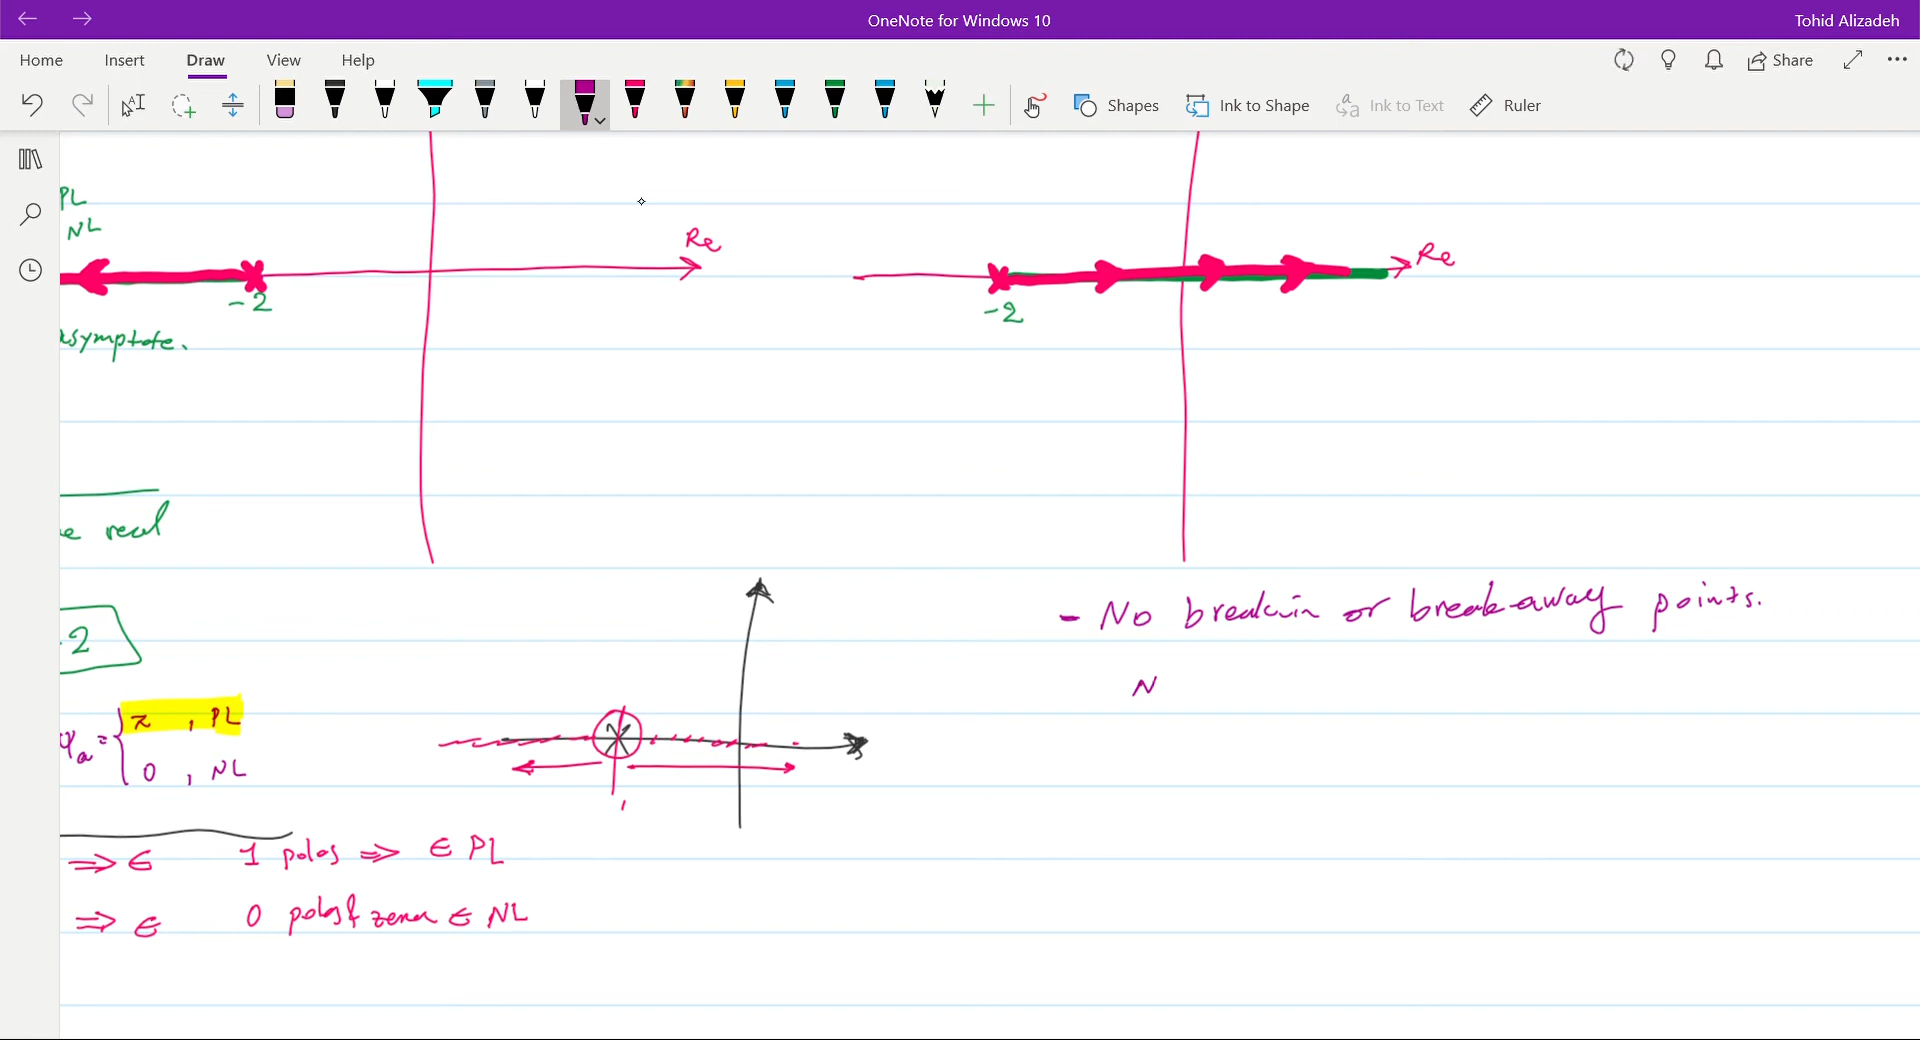 OneNote for Windows 10
Tohid Alizadeh
Home Insert Draw View Help
Share
Shapes Ink to Shape Ink to Text Ruler
PL
NL
Re
Re
-2
-2
asymptote.
e real
- No breakin or break-away points.
2
N
φa = { π , PL
0 , NL
⇒ ∈ 1 poles ⇒ ∈ PL
⇒ ∈ 0 poles & zeros ∈ NL